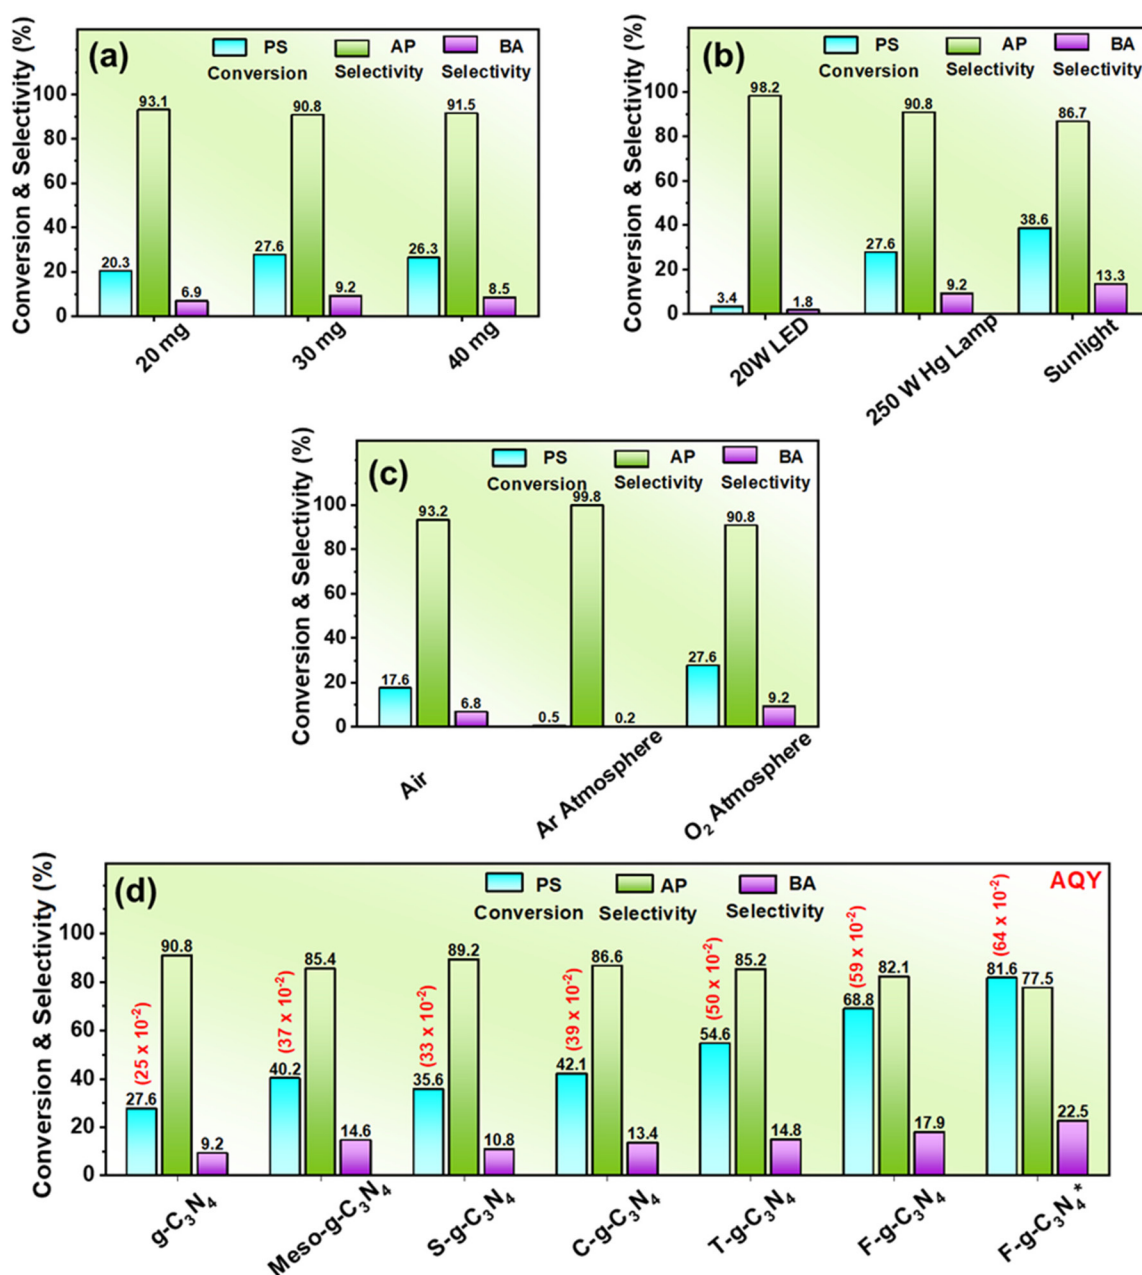 Conversion & Selectivity (%)
(a)
PS AP BA
Conversion Selectivity Selectivity
100
80
60
40
20
0
20.3 93.1 6.9
27.6 90.8 9.2
26.3 91.5 8.5
20 mg 30 mg 40 mg
Conversion & Selectivity (%)
(b)
PS AP BA
Conversion Selectivity Selectivity
100
80
60
40
20
0
3.4 98.2 1.8
27.6 90.8 9.2
38.6 86.7 13.3
20W LED 250 W Hg Lamp Sunlight
Conversion & Selectivity (%)
(c)
PS AP BA
Conversion Selectivity Selectivity
100
80
60
40
20
0
17.6 93.2 6.8
0.5 99.8 0.2
27.6 90.8 9.2
Air Ar Atmosphere O₂ Atmosphere
Conversion & Selectivity (%)
(d)
PS AP BA
Conversion Selectivity Selectivity
AQY
100
80
60
40
20
0
27.6 (25 x 10⁻²) 90.8 9.2
40.2 (37 x 10⁻²) 85.4 14.6
35.6 (33 x 10⁻²) 89.2 10.8
42.1 (39 x 10⁻²) 86.6 13.4
54.6 (50 x 10⁻²) 85.2 14.8
68.8 (59 x 10⁻²) 82.1 17.9
81.6 (64 x 10⁻²) 77.5 22.5
g-C₃N₄ Meso-g-C₃N₄ S-g-C₃N₄ C-g-C₃N₄ T-g-C₃N₄ F-g-C₃N₄ F-g-C₃N₄*